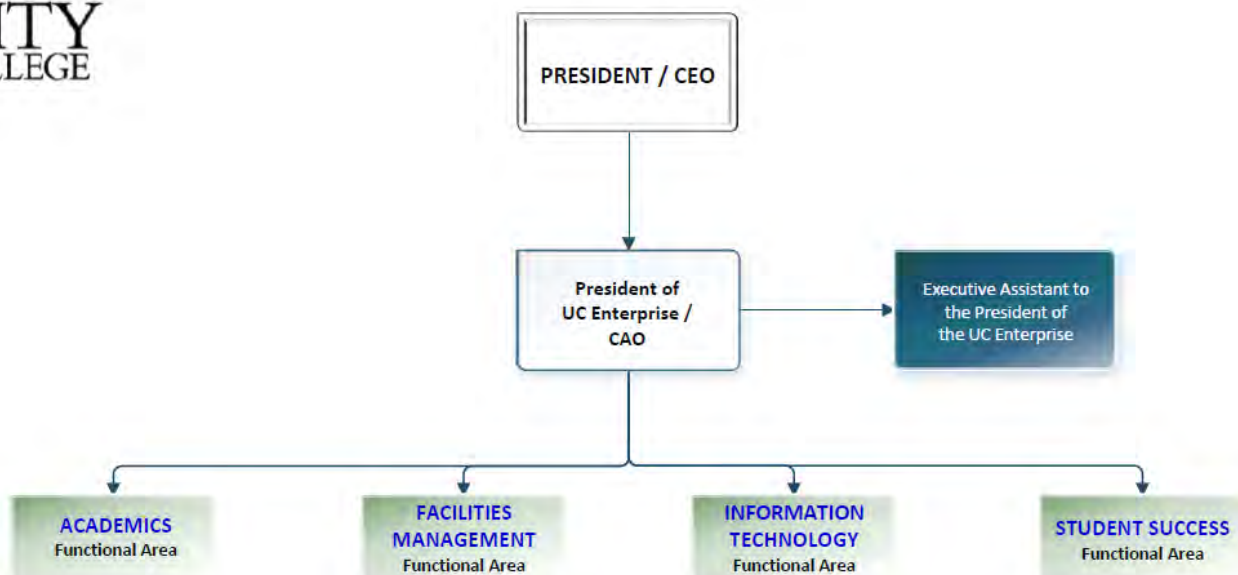 LLEGE
PRESIDENT / CEO
President of
UC Enterprise /
CAO
Executive Assistant to
the President of
the UC Enterprise
ACADEMICS
Functional Area
FACILITIES
MANAGEMENT
Functional Area
INFORMATION
TECHNOLOGY
Functional Area
STUDENT SUCCESS
Functional Area